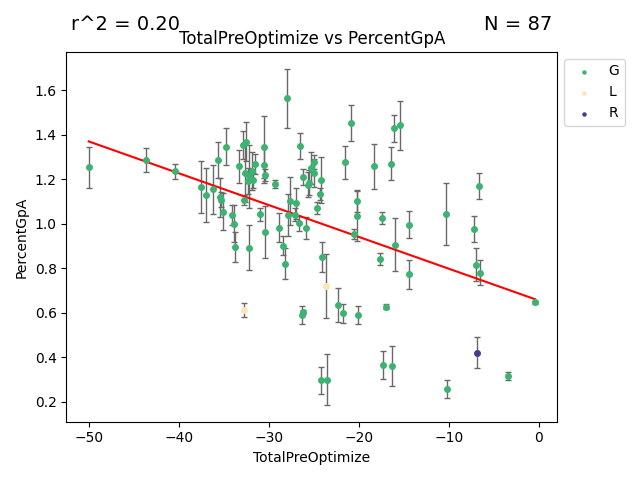 r^2 = 0.20
N = 87
TotalPreOptimize vs PercentGpA
G
L
R
1.6
1.4
1.2
1.0
0.8
0.6
0.4
0.2
PercentGpA
−50
−40
−30
−20
−10
0
TotalPreOptimize